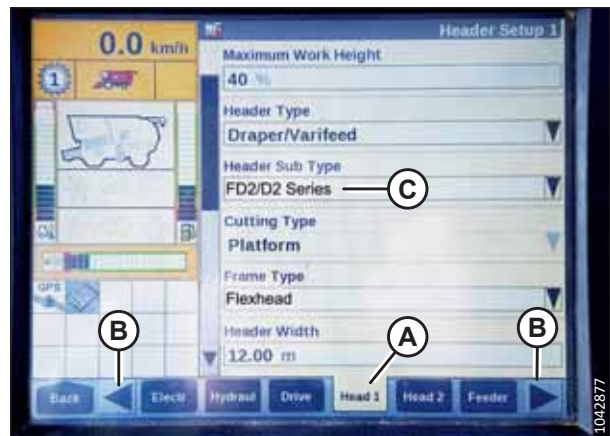 0.0 km/h
Header Setup 1
1
Maximum Work Height
40 %
Header Type
Draper/Varifeed
Header Sub Type
FD2/D2 Series
C
Cutting Type
Platform
Frame Type
Flexhead
GPS
Header Width
12.00 m
B
A
B
Back
Electr
Hydraul
Drive
Head 1
Head 2
Feeder
1042877